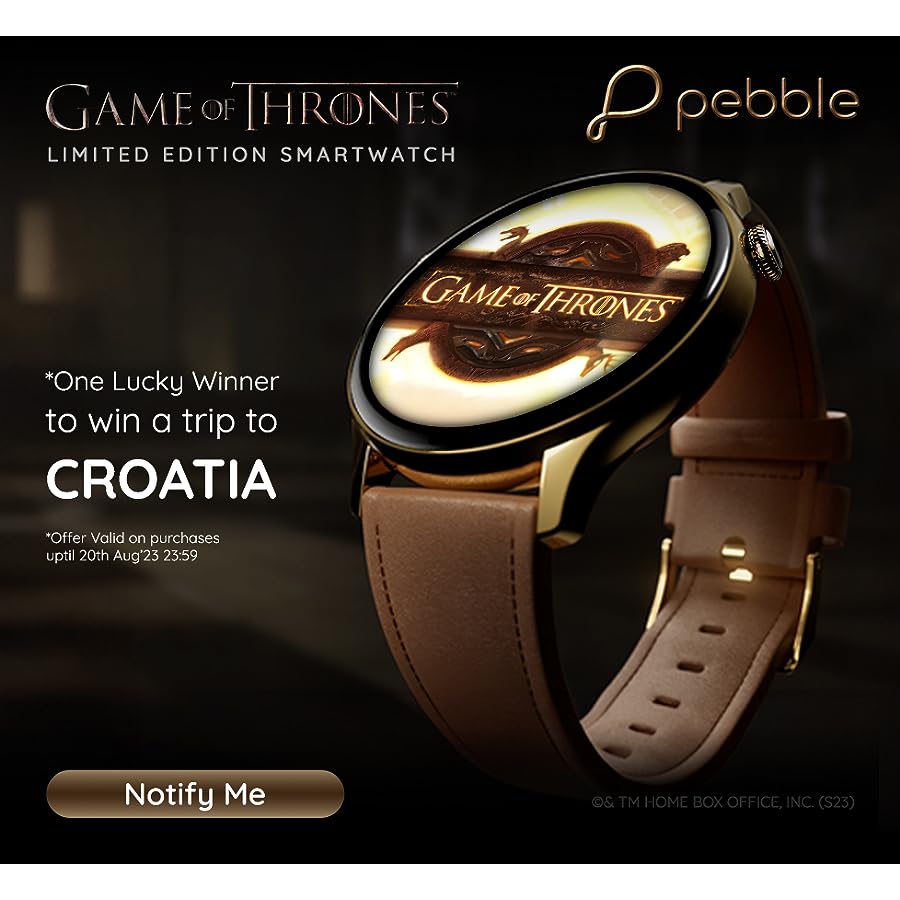 GAME OF THRONES™
LIMITED EDITION SMARTWATCH
pebble
GAME OF THRONES
*One Lucky Winner
to win a trip to
CROATIA
*Offer Valid on purchases
uptil 20th Aug'23 23:59
Notify Me
©& TM HOME BOX OFFICE, INC. (S23)